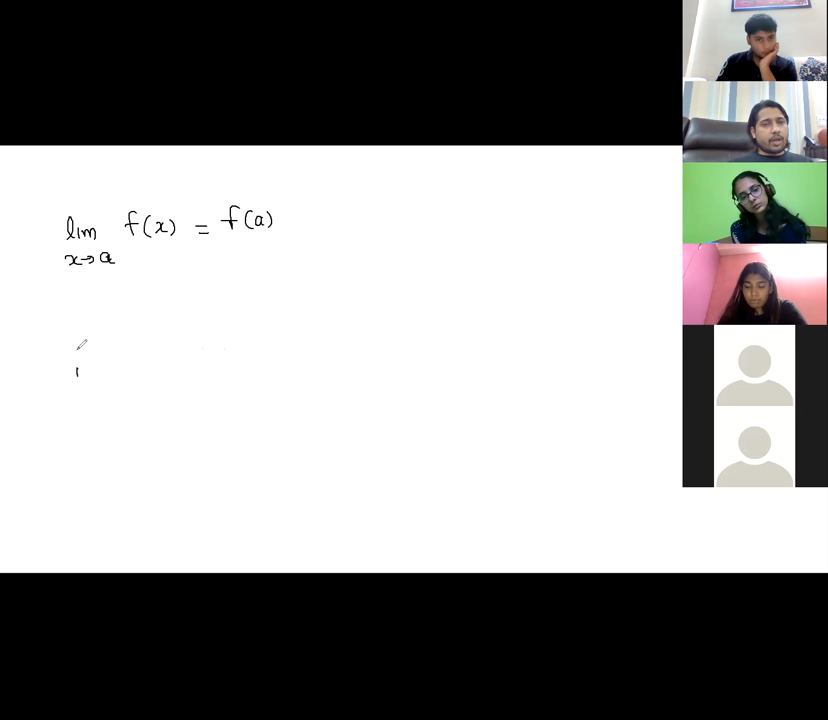 lim f(x) = f(a)
x→a